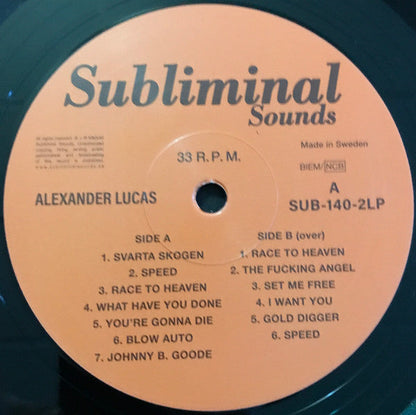 Subliminal
Sounds
33 R.P.M.
Made in Sweden
BIEM/NCB
ALEXANDER LUCAS
A
SUB-140-2LP
SIDE A
1. SVARTA SKOGEN
2. SPEED
3. RACE TO HEAVEN
4. WHAT HAVE YOU DONE
5. YOU'RE GONNA DIE
6. BLOW AUTO
7. JOHNNY B. GOODE
SIDE B (over)
1. RACE TO HEAVEN
2. THE FUCKING ANGEL
3. SET ME FREE
4. I WANT YOU
5. GOLD DIGGER
6. SPEED